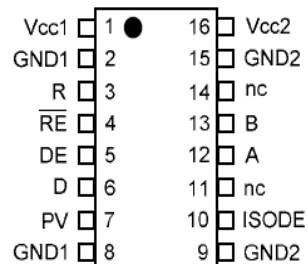 Vcc1 1 16 Vcc2
GND1 2 15 GND2
R 3 14 nc
R̅E̅ 4 13 B
DE 5 12 A
D 6 11 nc
PV 7 10 ISODE
GND1 8 9 GND2